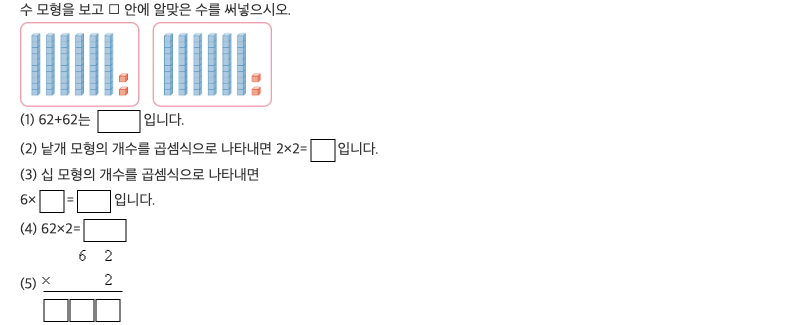 수 모형을 보고 □ 안에 알맞은 수를 써넣으시오.
(1) 62+62는 □ 입니다.
(2) 낱개 모형의 개수를 곱셈식으로 나타내면 2×2=□입니다.
(3) 십 모형의 개수를 곱셈식으로 나타내면
6×□=□ 입니다.
(4) 62×2=□
6 2
(5) × 2
□□□